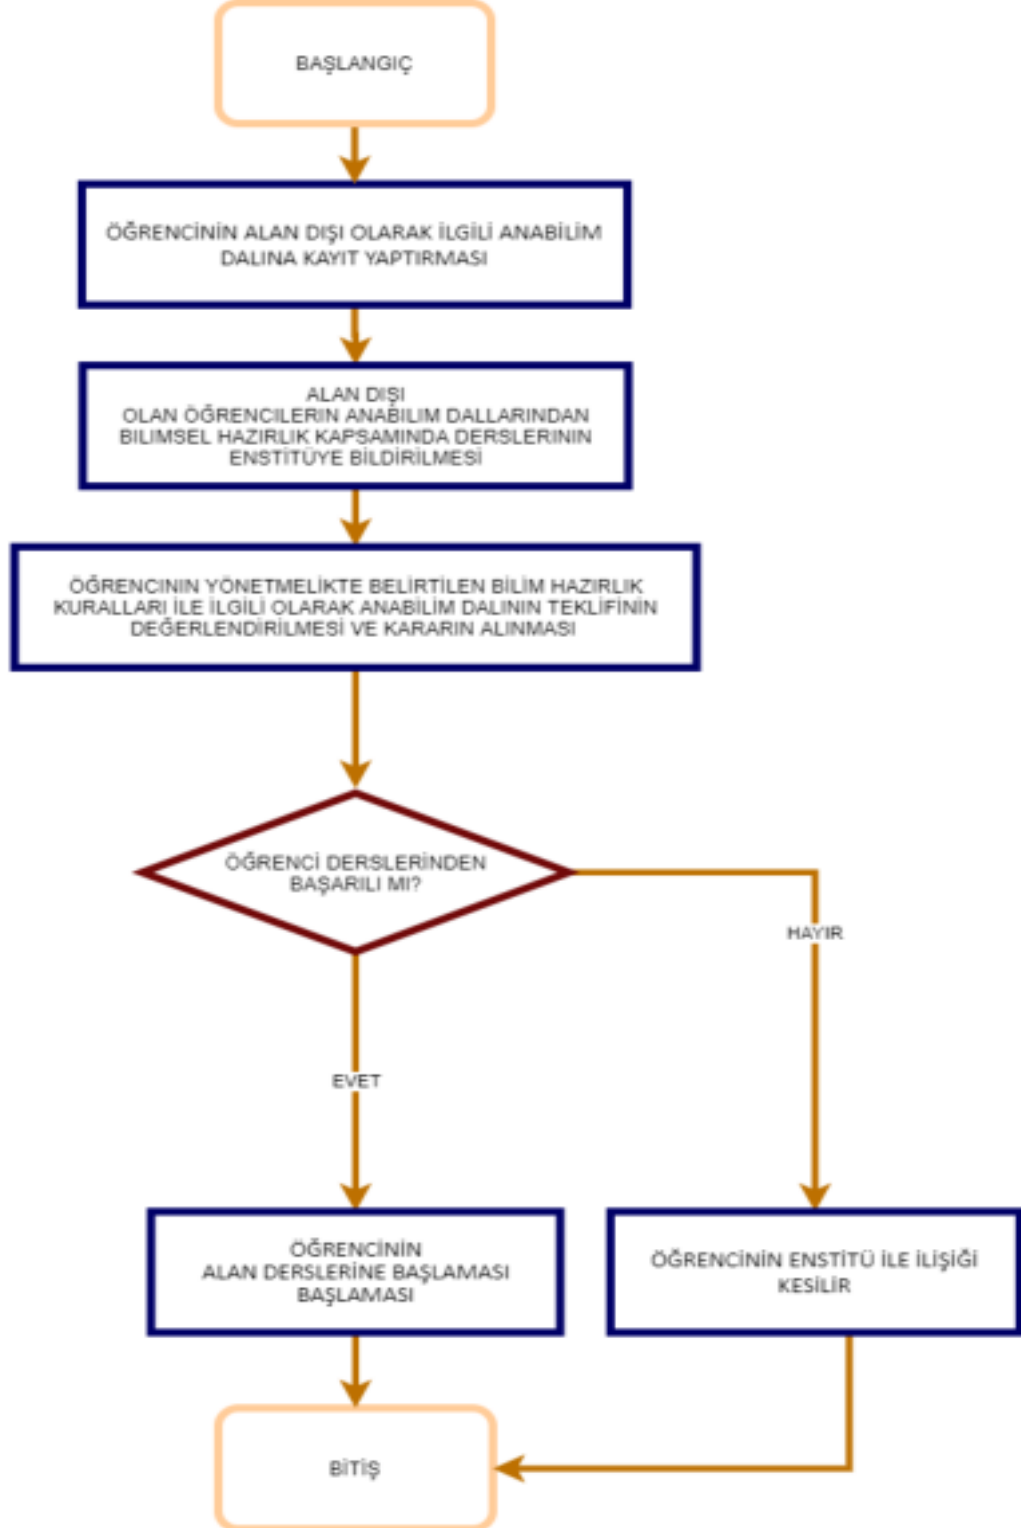 BAŞLANGIÇ
ÖĞRENCİNİN ALAN DIŞI OLARAK İLGİLİ ANABİLİM
DALINA KAYIT YAPTIRMASI
ALAN DIŞI
OLAN ÖĞRENCILERIN ANABILIM DALLARINDAN
BILIMSEL HAZIRLIK KAPSAMINDA DERSLERININ
ENSTİTÜYE BİLDİRİLMESİ
ÖĞRENCININ YÖNETMELİKTE BELİRTİLEN BİLİM HAZIRLIK
KURALLARI İLE İLGİLİ OLARAK ANABİLİM DALININ TEKLİFİNİN
DEĞERLENDİRİLMESİ VE KARARIN ALINMASI
ÖĞRENCİ DERSLERİNDEN
BAŞARILI MI?
HAYIR
EVET
ÖĞRENCİNİN
ALAN DERSLERİNE BAŞLAMASI
BAŞLAMASI
ÖĞRENCİNİN ENSTİTÜ İLE İLİŞİĞİ
KESİLİR
BİTİŞ